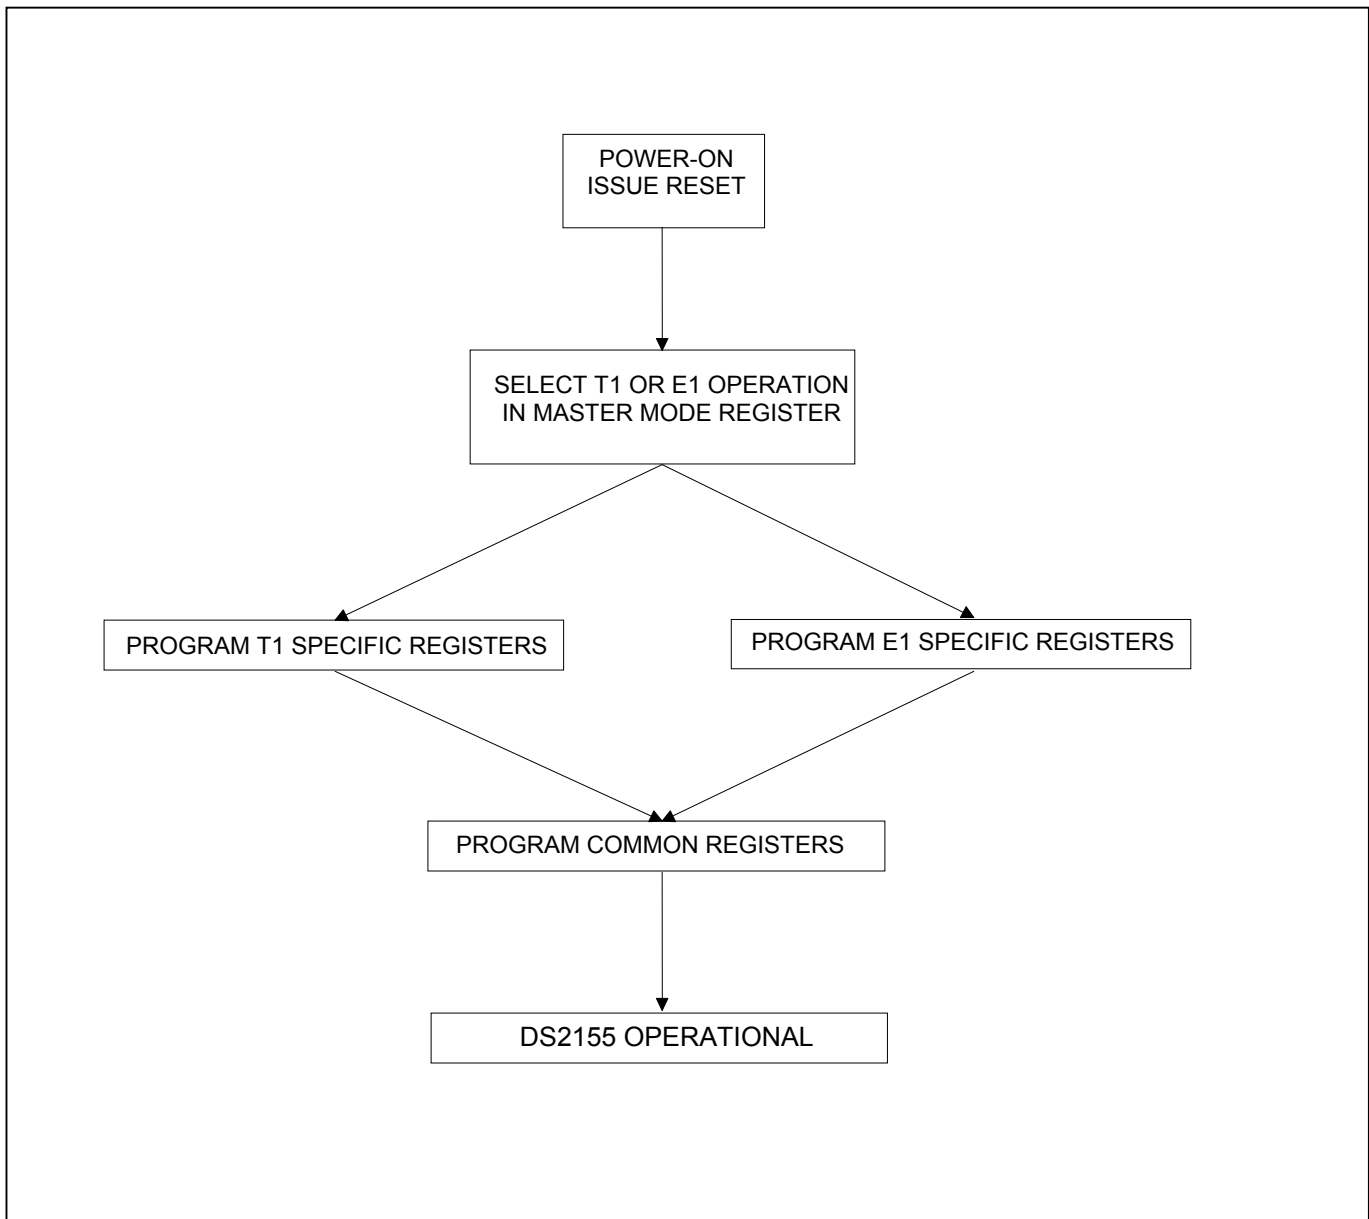 POWER-ON
ISSUE RESET
SELECT T1 OR E1 OPERATION
IN MASTER MODE REGISTER
PROGRAM T1 SPECIFIC REGISTERS
PROGRAM E1 SPECIFIC REGISTERS
PROGRAM COMMON REGISTERS
DS2155 OPERATIONAL